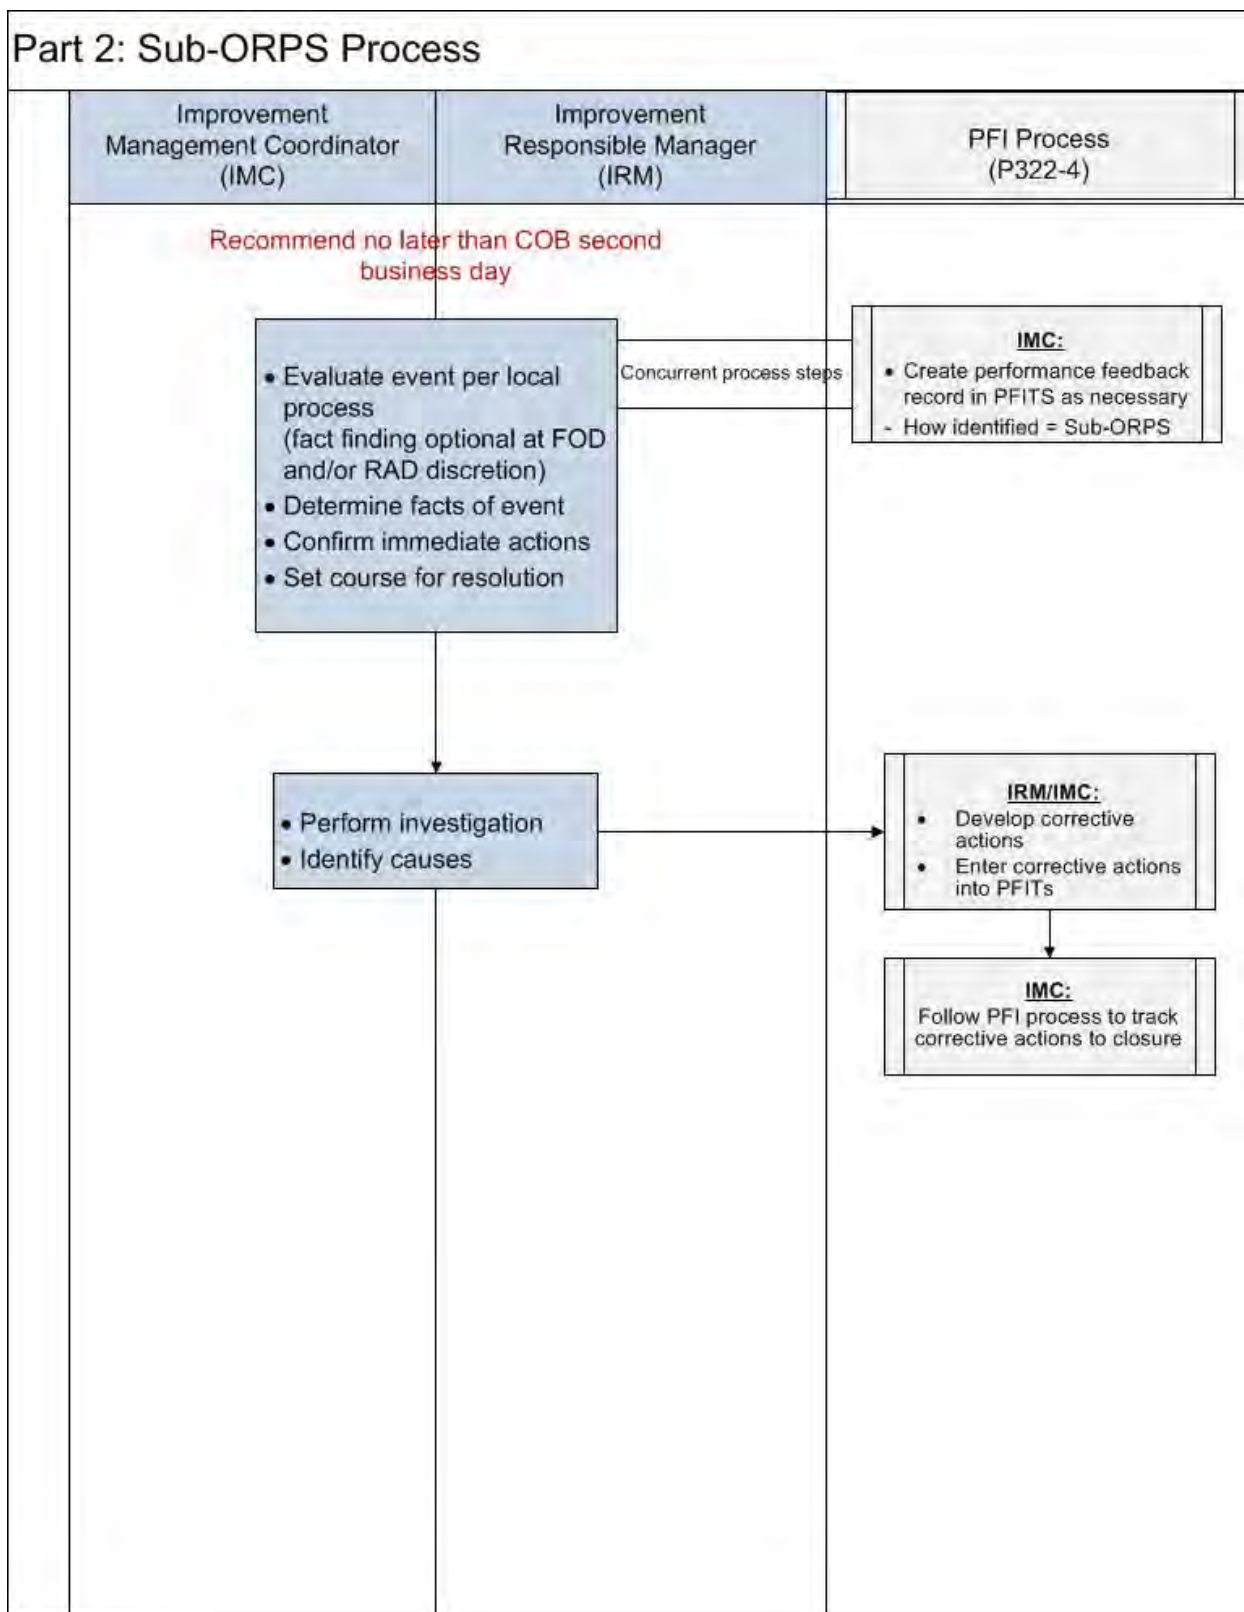 Part 2: Sub-ORPS Process
Improvement
Management Coordinator
(IMC)
Improvement
Responsible Manager
(IRM)
PFI Process
(P322-4)
Recommend no later than COB second
business day
• Evaluate event per local
process
(fact finding optional at FOD
and/or RAD discretion)
• Determine facts of event
• Confirm immediate actions
• Set course for resolution
Concurrent process steps
IMC:
• Create performance feedback
record in PFITS as necessary
- How identified = Sub-ORPS
• Perform investigation
• Identify causes
IRM/IMC:
• Develop corrective
actions
• Enter corrective actions
into PFITs
IMC:
Follow PFI process to track
corrective actions to closure